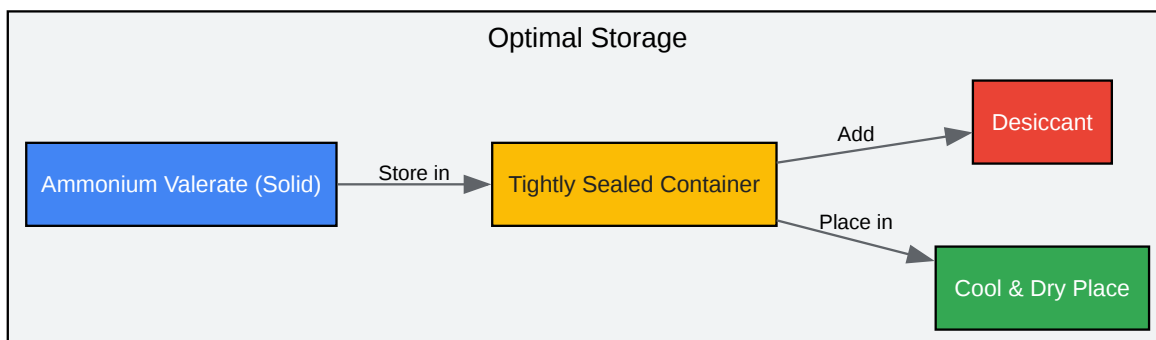 Optimal Storage
Ammonium Valerate (Solid)
Store in
Tightly Sealed Container
Add
Desiccant
Place in
Cool & Dry Place